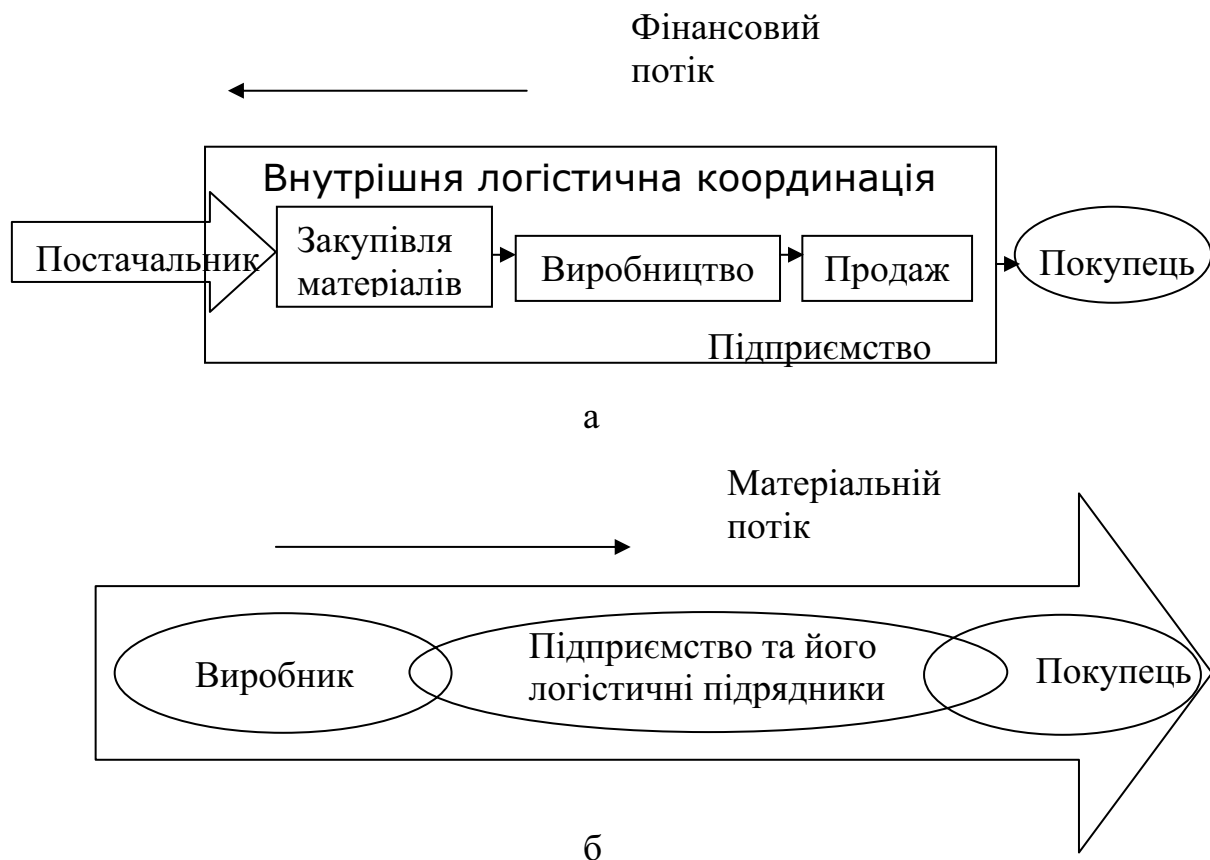 Фінансовий
потік
Внутрішня логістична координація
Постачальник
Закупівля
матеріалів
Виробництво
Продаж
Покупець
Підприємство
а
Матеріальній
потік
Виробник
Підприємство та його
логістичні підрядники
Покупець
б